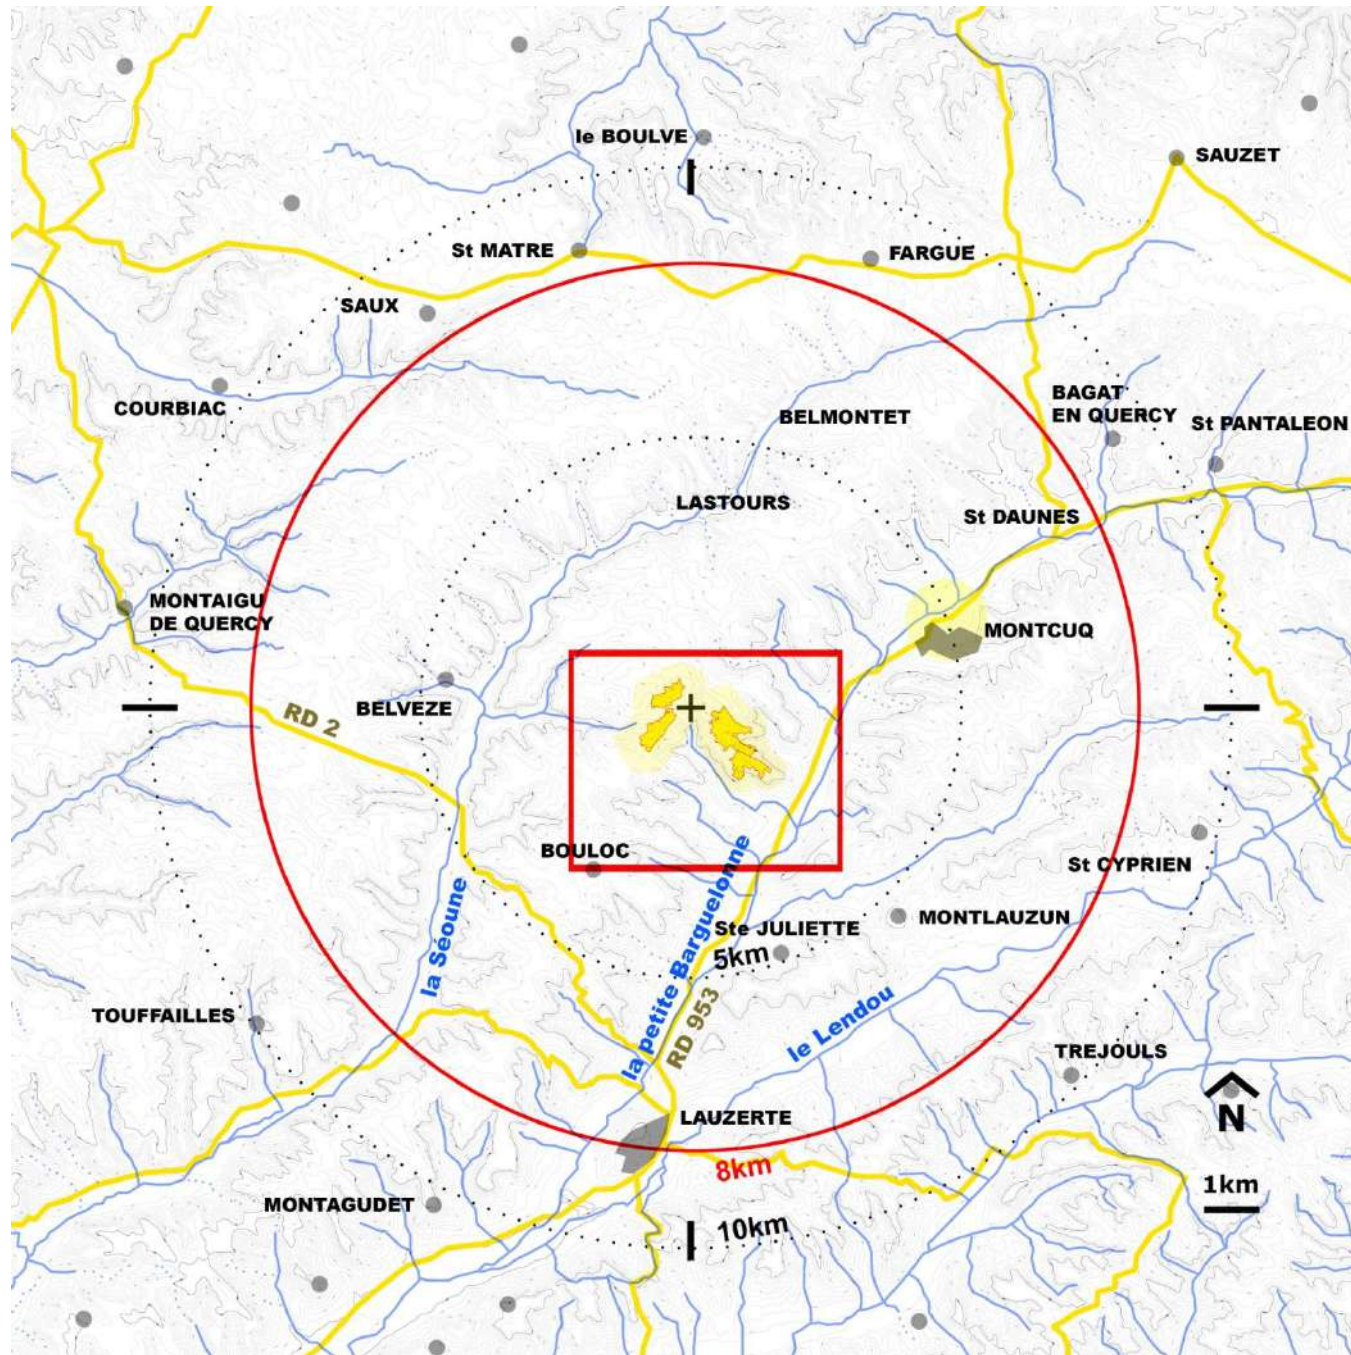 le BOULVE
SAUZET
St MATRE
FARGUE
SAUX
COURBIAC
BELMONTET
BAGAT
EN QUERCY
St PANTALEON
LASTOURS
St DAUNES
MONTAIGU
DE QUERCY
MONTCUQ
BELVEZE
RD 2
BOULOC
St CYPRIEN
la Séoune
la petite Barguelonne
MONTLAUZUN
Ste JULIETTE
5km
RD 953
le Lendou
TOUFFAILLES
TREJOULS
N
LAUZERTE
8km
1km
MONTAGUDET
10km